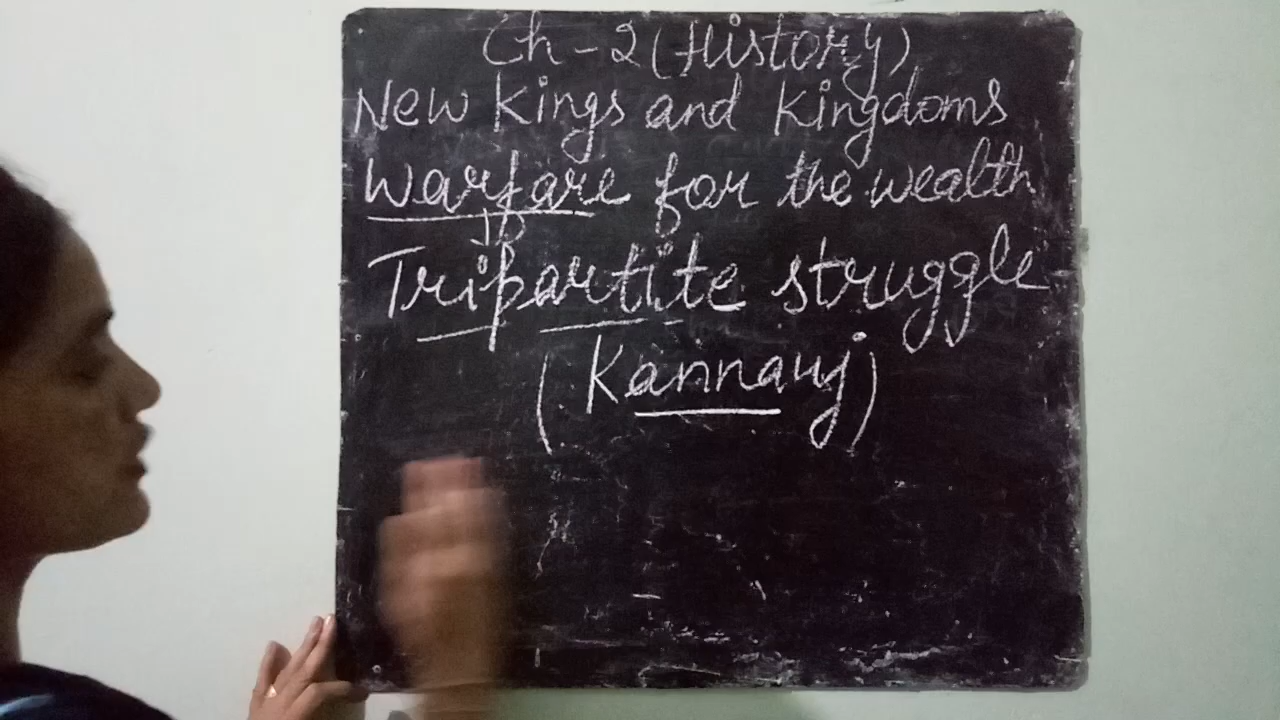 Ch-2 (History)
New Kings and Kingdoms
Warfare for the wealth
Tripartite struggle
(Kannauj)